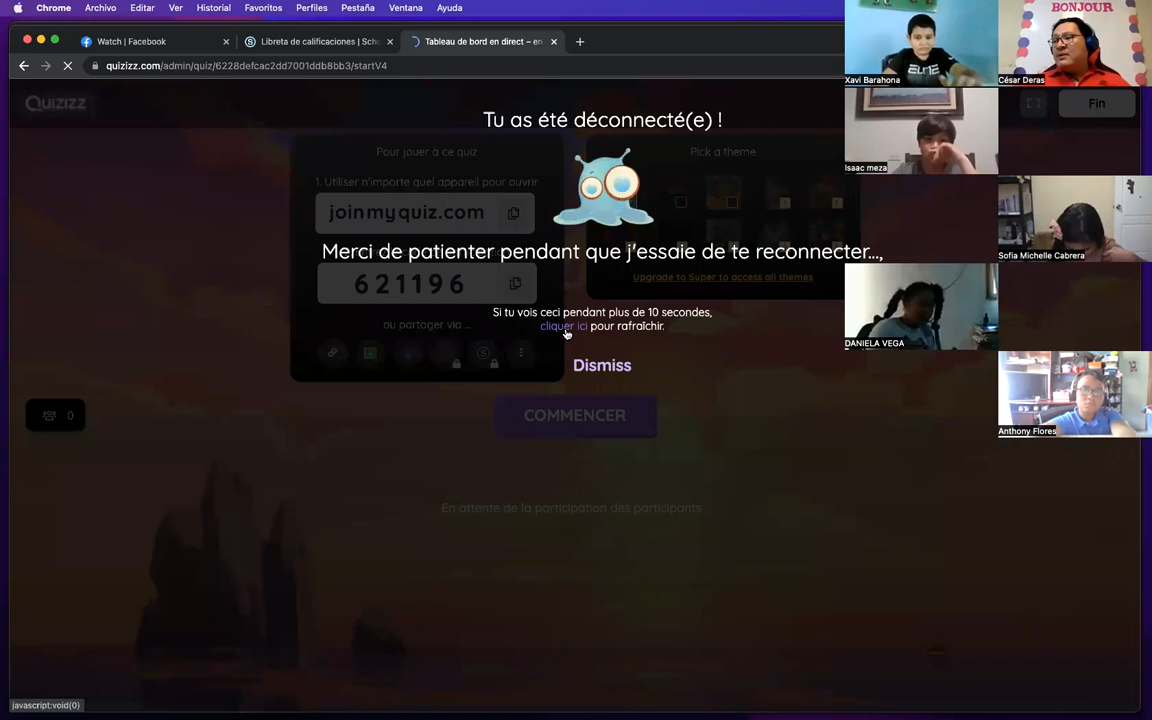 Chrome Archivo Editar Ver Historial Favoritos Perfiles Pestaña Ventana Ayuda
Watch | Facebook
Libreta de calificaciones | Scho
Tableau de bord en direct – en
quizizz.com/admin/quiz/6228defcac2dd7001ddb8bb3/startV4
BONJOUR
Xavi Barahona
César Deras
QUIZIZZ
Fin
Tu as été déconnecté(e) !
Pour jouer à ce quiz
Pick a theme
1. Utiliser n'importe quel appareil pour ouvrir
joinmyquiz.com
Isaac meza
Merci de patienter pendant que j'essaie de te reconnecter...,
Sofia Michelle Cabrera
621196
Upgrade to Super to access all themes
Si tu vois ceci pendant plus de 10 secondes,
cliquer ici pour rafraîchir.
ou partager via ...
DANIELA VEGA
Dismiss
0
COMMENCER
Anthony Flores
En attente de la participation des participants
javascript:void(0)